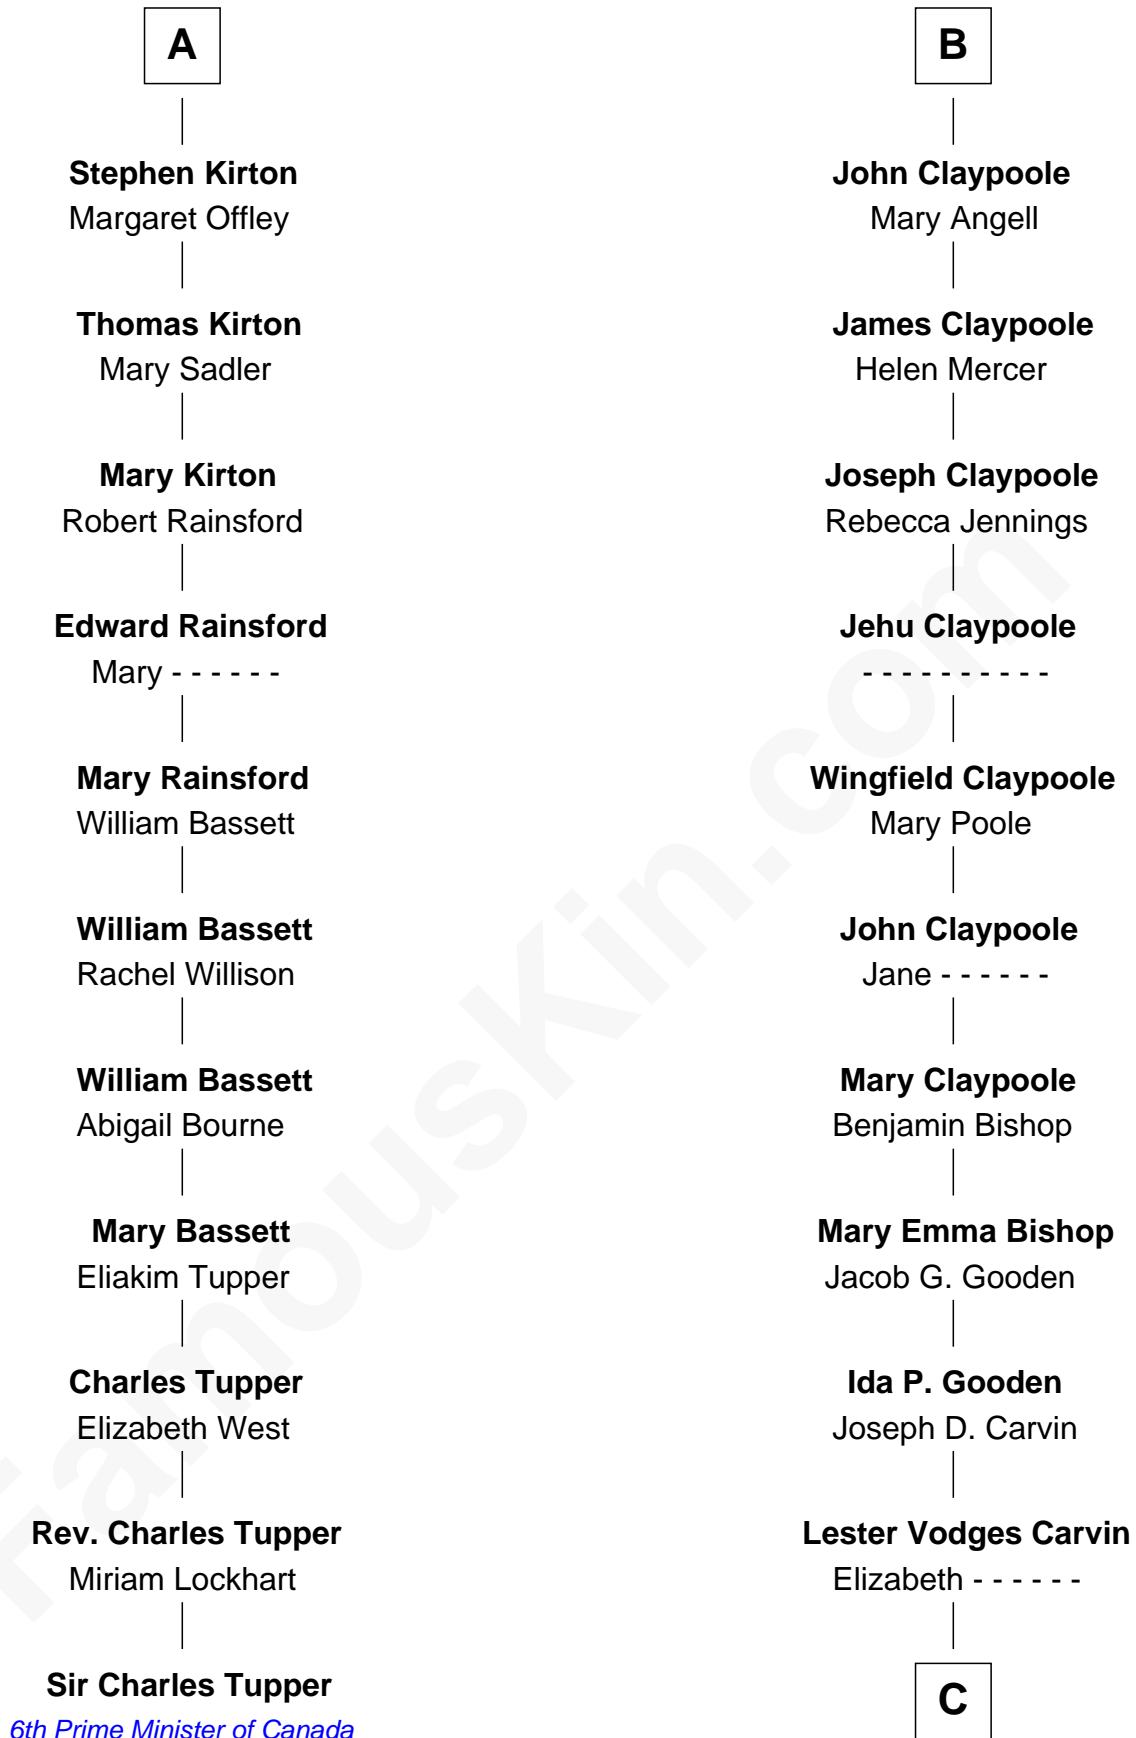 A
Stephen Kirton
Margaret Offley
Thomas Kirton
Mary Sadler
Mary Kirton
Robert Rainsford
Edward Rainsford
Mary - - - - - -
Mary Rainsford
William Bassett
William Bassett
Rachel Willison
William Bassett
Abigail Bourne
Mary Bassett
Eliakim Tupper
Charles Tupper
Elizabeth West
Rev. Charles Tupper
Miriam Lockhart
Sir Charles Tupper
6th Prime Minister of Canada
B
John Claypoole
Mary Angell
James Claypoole
Helen Mercer
Joseph Claypoole
Rebecca Jennings
Jehu Claypoole
- - - - - - - - - -
Wingfield Claypoole
Mary Poole
John Claypoole
Jane - - - - - -
Mary Claypoole
Benjamin Bishop
Mary Emma Bishop
Jacob G. Gooden
Ida P. Gooden
Joseph D. Carvin
Lester Vodges Carvin
Elizabeth - - - - - -
C
FamousKin.com